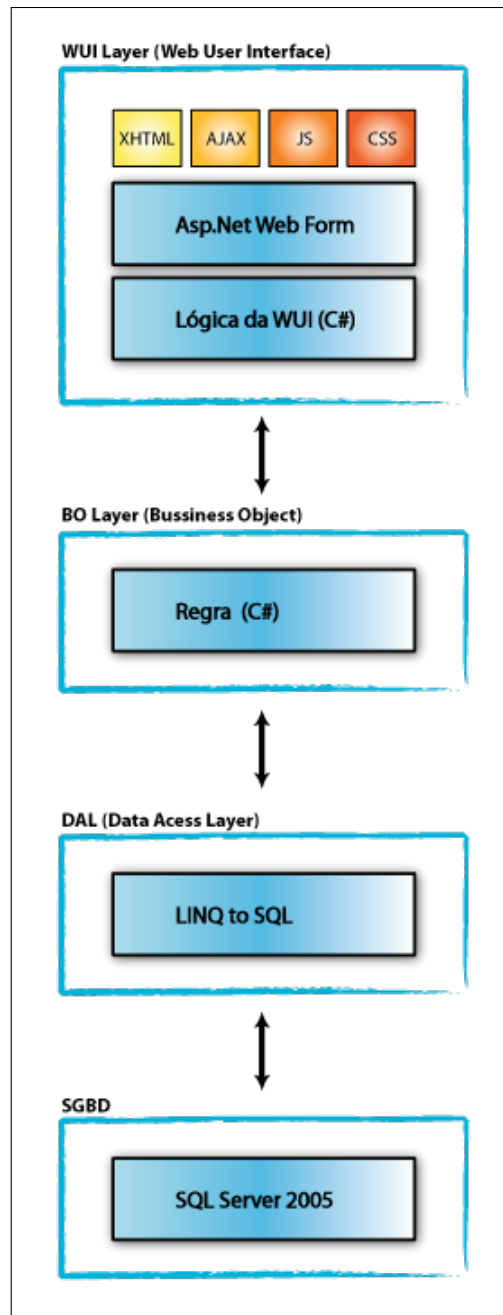 WUI Layer (Web User Interface)
XHTML AJAX JS CSS
Asp.Net Web Form
Lógica da WUI (C#)
BO Layer (Bussiness Object)
Regra (C#)
DAL (Data Acess Layer)
LINQ to SQL
SGBD
SQL Server 2005